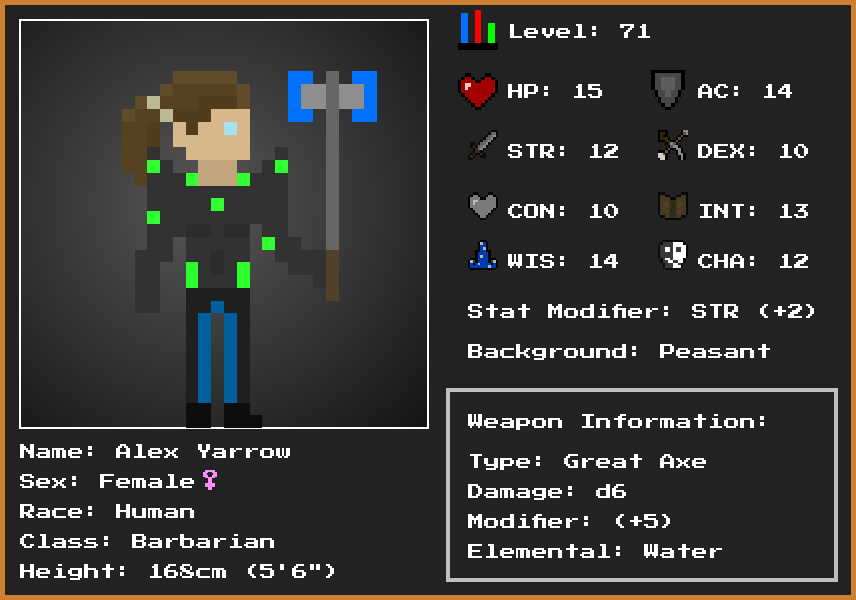 Level: 71
HP: 15
AC: 14
STR: 12
DEX: 10
CON: 10
INT: 13
WIS: 14
CHA: 12
Stat Modifier: STR (+2)
Background: Peasant
Weapon Information:
Type: Great Axe
Damage: d6
Modifier: (+5)
Elemental: Water
Name: Alex Yarrow
Sex: Female♀
Race: Human
Class: Barbarian
Height: 168cm (5'6")